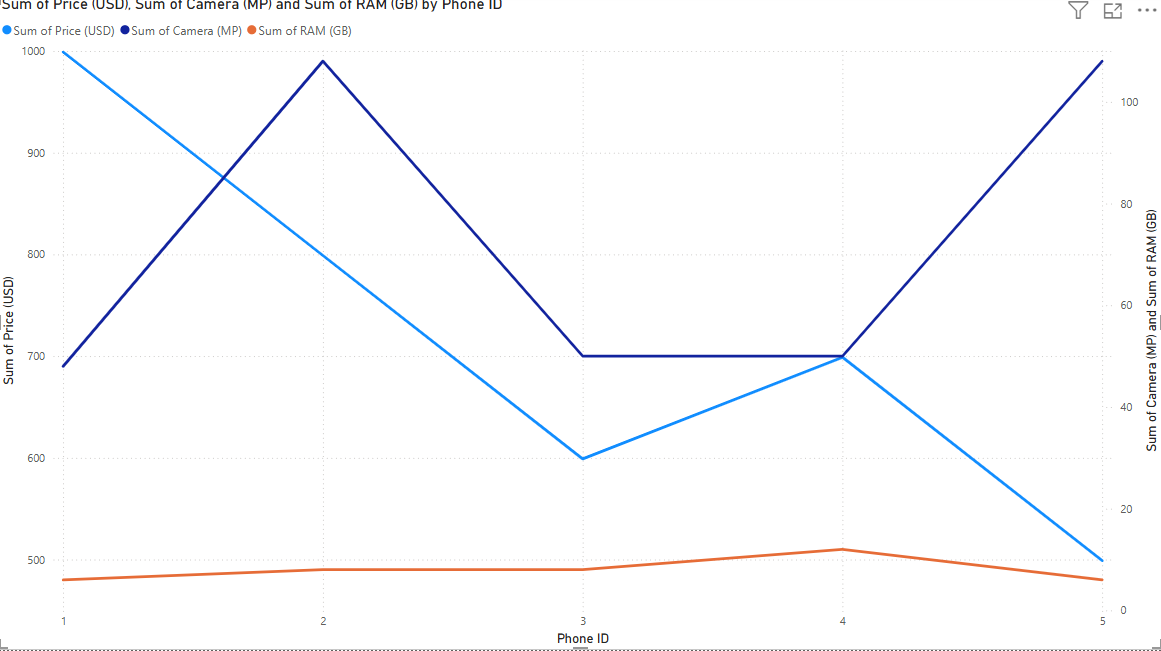 Sum of Price (USD), Sum of Camera (MP) and Sum of RAM (GB) by Phone ID
Sum of Price (USD) Sum of Camera (MP) Sum of RAM (GB)
1000
900
800
700
600
500
Sum of Price (USD)
100
80
60
40
20
0
Sum of Camera (MP) and Sum of RAM (GB)
1 2 3 4 5
Phone ID